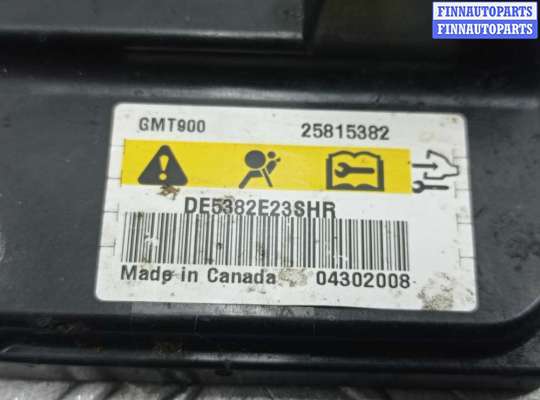 FINNAUTOPARTS
FINNAUTOPARTS
GMT900 25815382
DE5382E23SHR
Made in Canada 04302008